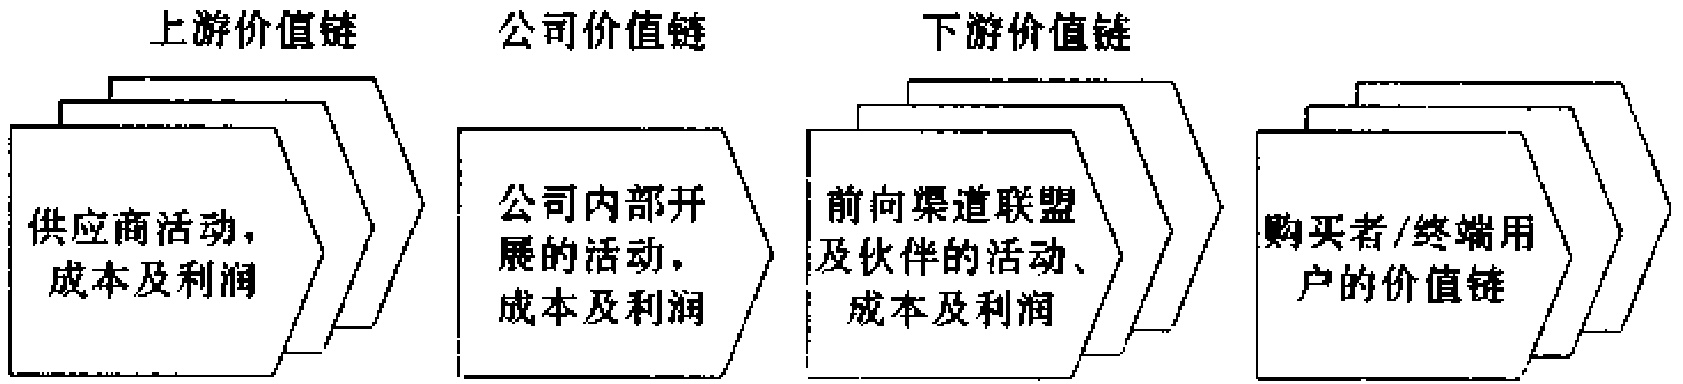 上游价值链
公司价值链
下游价值链
供应商活动,
成本及利润
公司内部开
展的活动,
成本及利润
前向渠道联盟
及伙伴的活动、
成本及利润
购买者/终端用
户的价值链